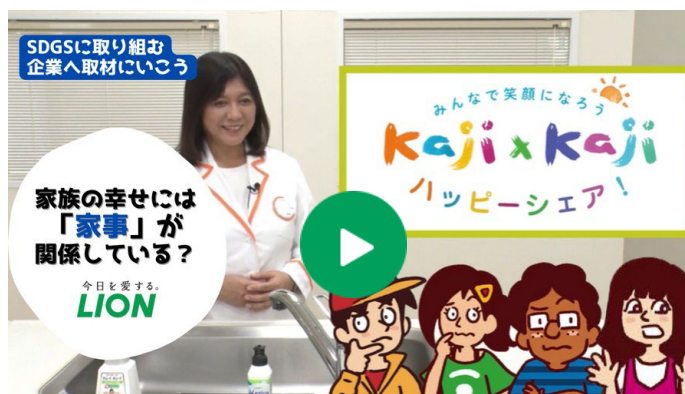 SDGSに取り組む
企業へ取材にいこう
みんなで笑顔になろう
Kaji×Kaji
ハッピーシェア!
家族の幸せには
「家事」が
関係している?
今日を愛する。
LION